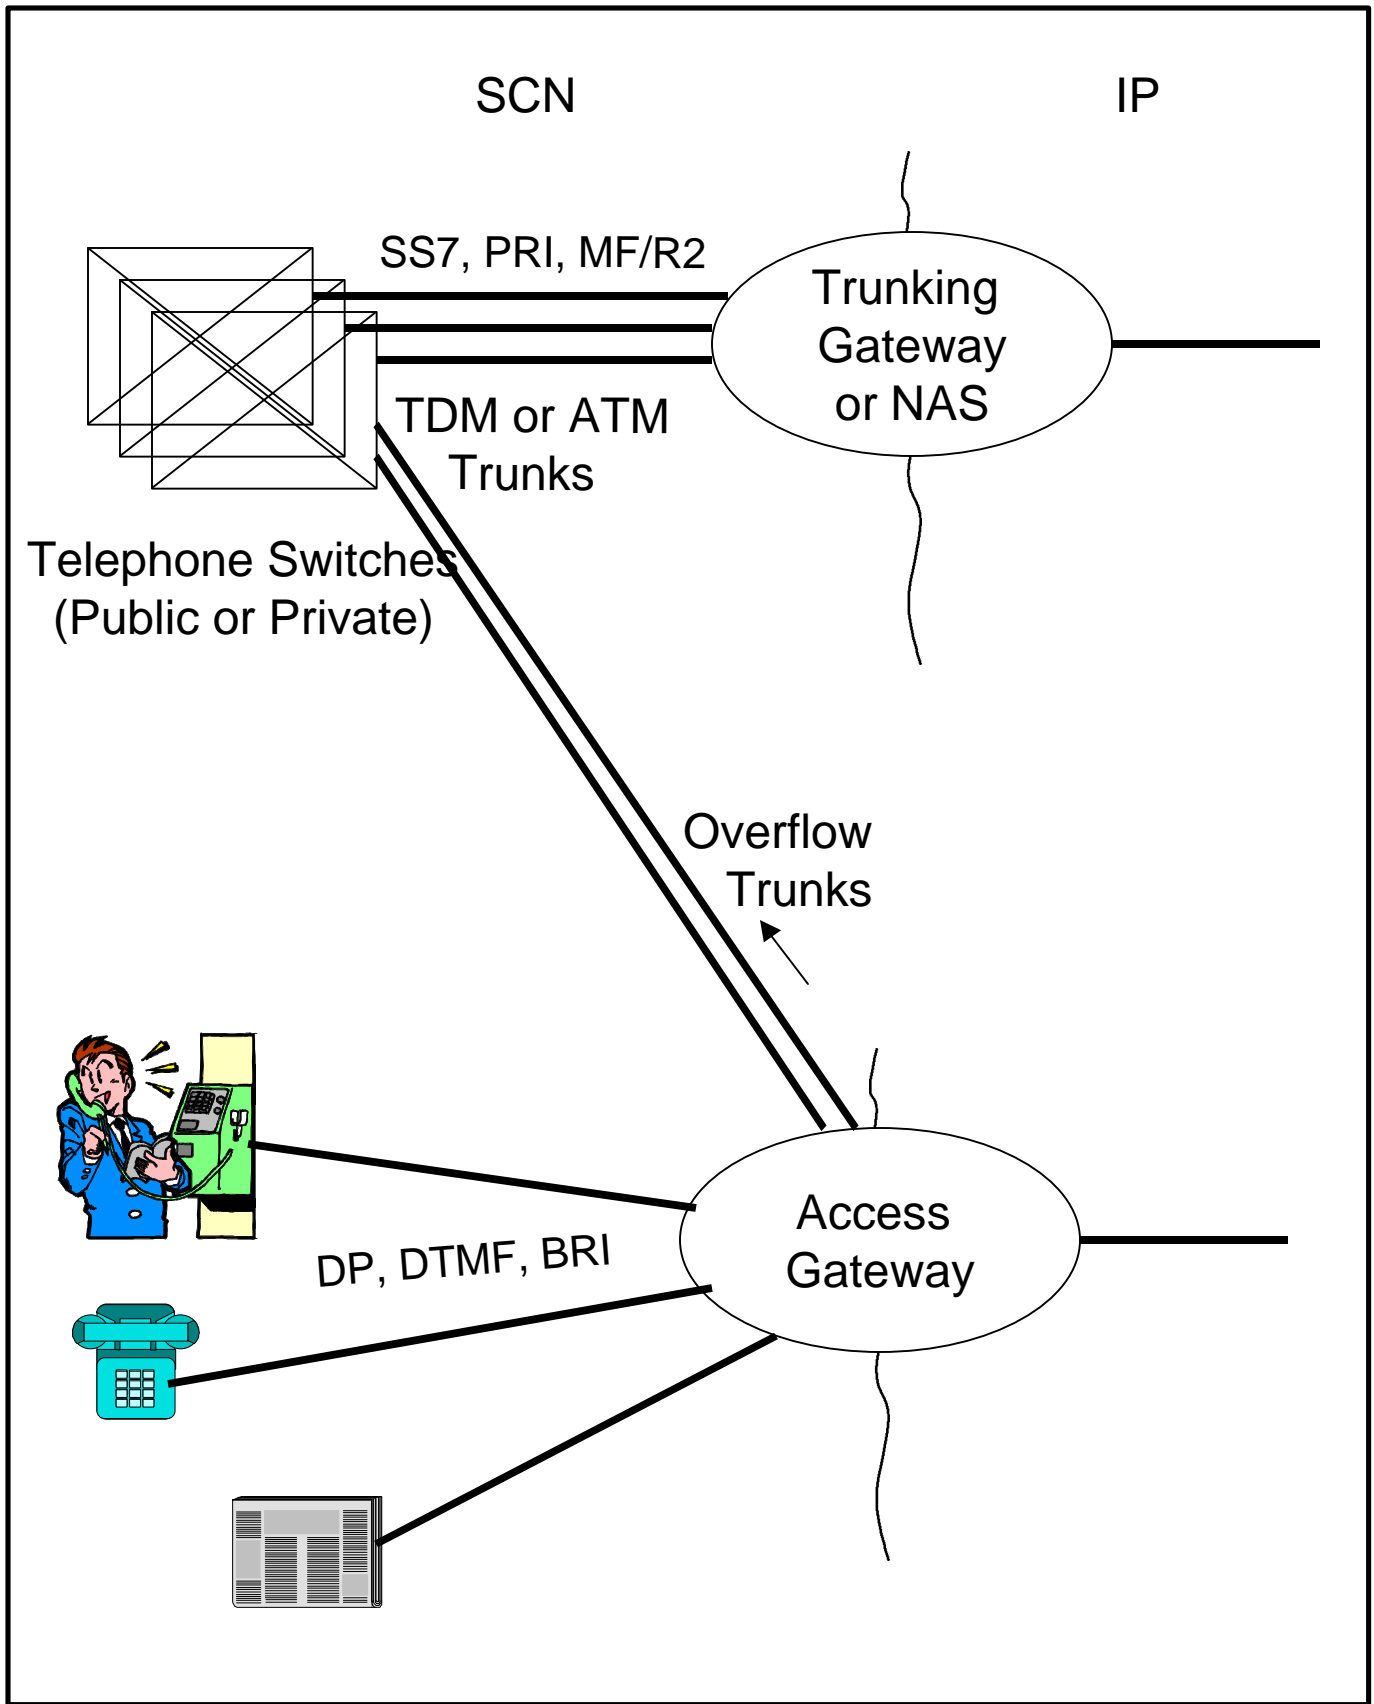 SCN
IP
SS7, PRI, MF/R2
Trunking
Gateway
or NAS
TDM or ATM
Trunks
Telephone Switches
(Public or Private)
Overflow
Trunks
Access
Gateway
DP, DTMF, BRI